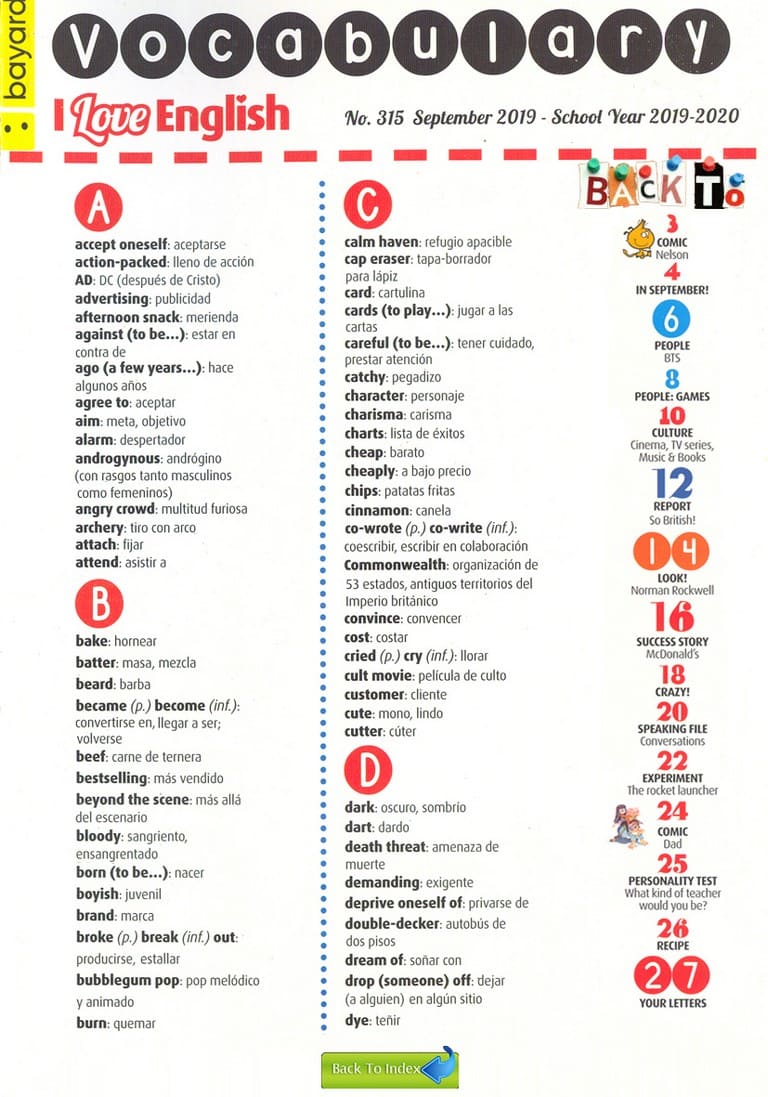 bayard
Vocabulary
I Love English
No. 315 September 2019 - School Year 2019-2020
A
accept oneself: aceptarse
action-packed: lleno de acción
AD: DC (después de Cristo)
advertising: publicidad
afternoon snack: merienda
against (to be...): estar en
contra de
ago (a few years...): hace
algunos años
agree to: aceptar
aim: meta, objetivo
alarm: despertador
androgynous: andrógino
(con rasgos tanto masculinos
como femeninos)
angry crowd: multitud furiosa
archery: tiro con arco
attach: fijar
attend: asistir a
B
bake: hornear
batter: masa, mezcla
beard: barba
became (p.) become (inf.):
convertirse en, llegar a ser;
volverse
beef: carne de ternera
bestselling: más vendido
beyond the scene: más allá
del escenario
bloody: sangriento,
ensangrentado
born (to be...): nacer
boyish: juvenil
brand: marca
broke (p.) break (inf.) out:
producirse, estallar
bubblegum pop: pop melódico
y animado
burn: quemar
C
calm haven: refugio apacible
cap eraser: tapa-borrador
para lápiz
card: cartulina
cards (to play...): jugar a las
cartas
careful (to be...): tener cuidado,
prestar atención
catchy: pegadizo
character: personaje
charisma: carisma
charts: lista de éxitos
cheap: barato
cheaply: a bajo precio
chips: patatas fritas
cinnamon: canela
co-wrote (p.) co-write (inf.):
coescribir, escribir en colaboración
Commonwealth: organización de
53 estados, antiguos territorios del
Imperio británico
convince: convencer
cost: costar
cried (p.) cry (inf.): llorar
cult movie: película de culto
customer: cliente
cute: mono, lindo
cutter: cúter
D
dark: oscuro, sombrío
dart: dardo
death threat: amenaza de
muerte
demanding: exigente
deprive oneself of: privarse de
double-decker: autobús de
dos pisos
dream of: soñar con
drop (someone) off: dejar
(a alguien) en algún sitio
dye: teñir
BACK TO
3
COMIC
Nelson
4
IN SEPTEMBER!
6
PEOPLE
BTS
8
PEOPLE: GAMES
10
CULTURE
Cinema, TV series,
Music & Books
12
REPORT
So British!
14
LOOK!
Norman Rockwell
16
SUCCESS STORY
McDonald's
18
CRAZY!
20
SPEAKING FILE
Conversations
22
EXPERIMENT
The rocket launcher
24
COMIC
Dad
25
PERSONALITY TEST
What kind of teacher
would you be?
26
RECIPE
27
YOUR LETTERS
Back To Index